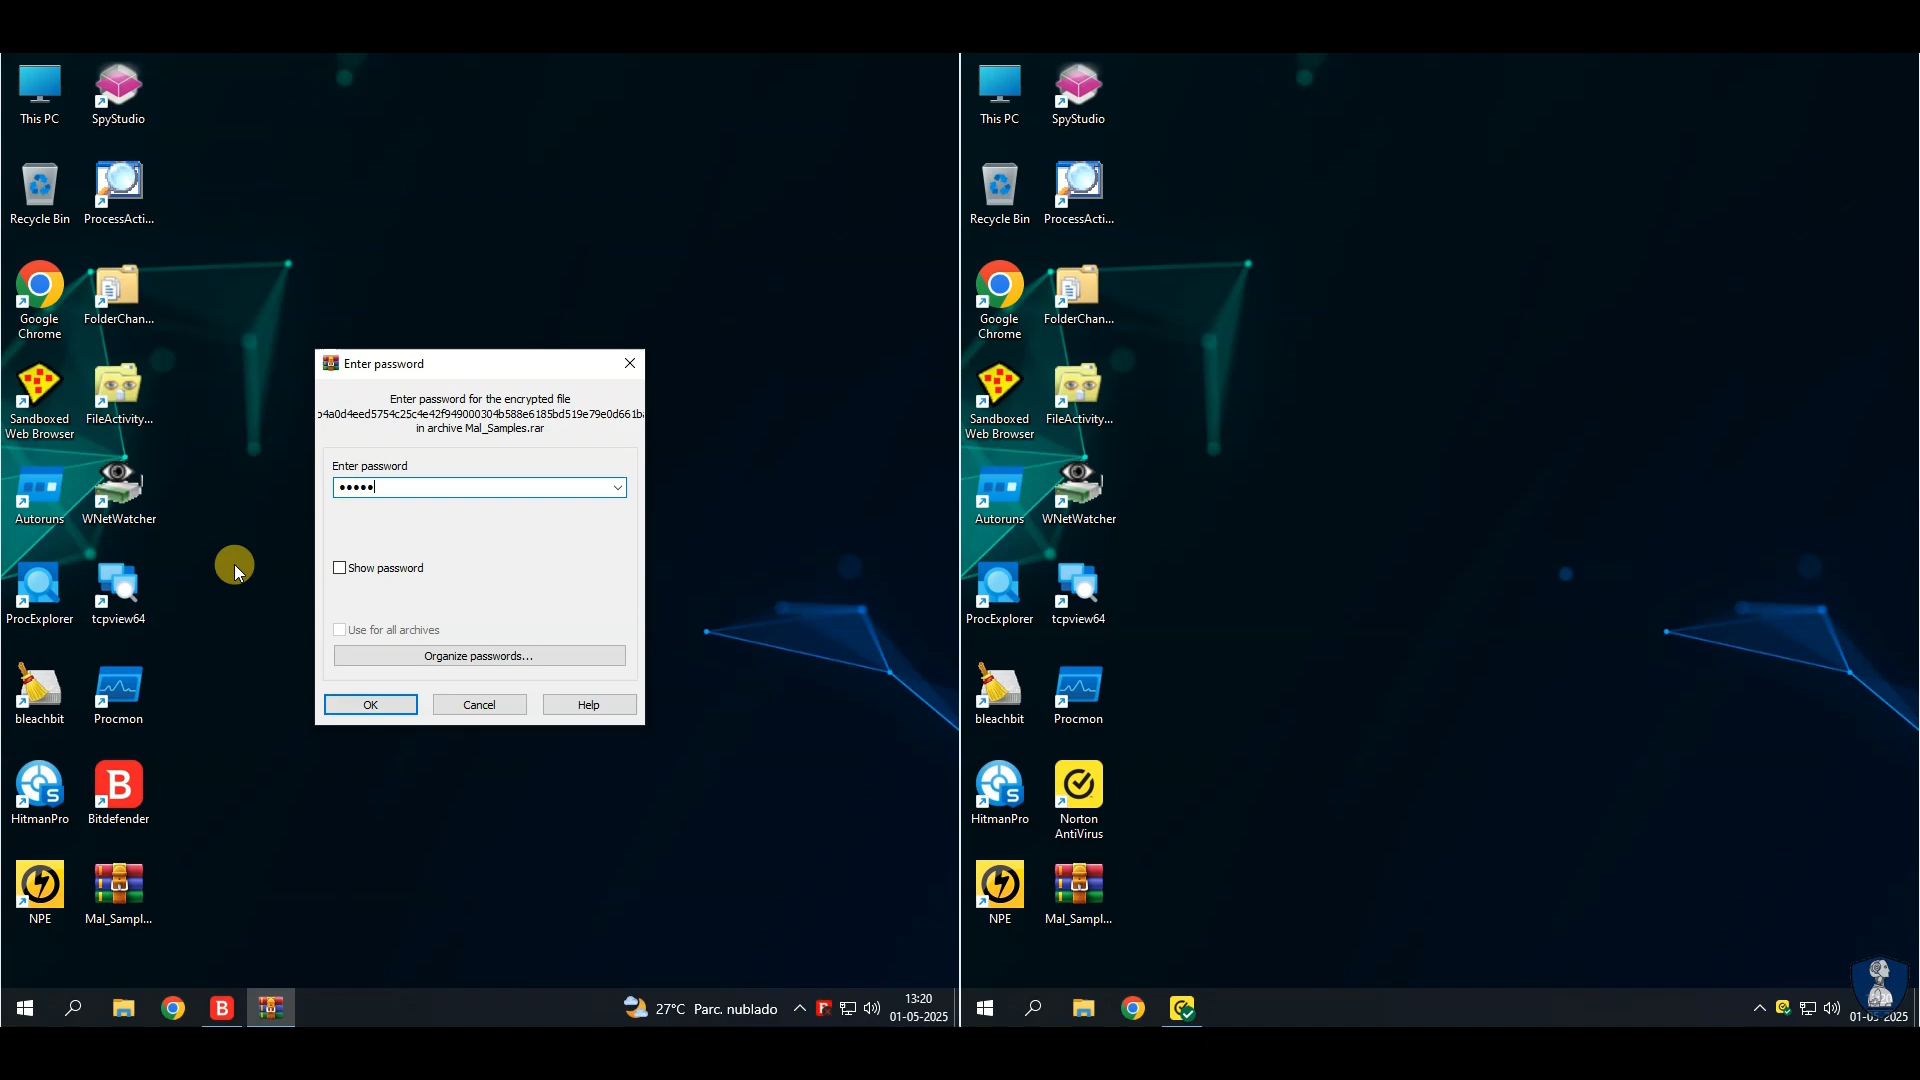 This PC
SpyStudio
Recycle Bin
ProcessActi...
Google
Chrome
FolderChan...
Sandboxed
Web Browser
FileActivity...
Autoruns
WNetWatcher
ProcExplorer
tcpview64
bleachbit
Procmon
HitmanPro
Bitdefender
NPE
Mal_Sampl...
Enter password
Enter password for the encrypted file
b4a0d4eed5754c25c4e42f949000304b588e6185bd519e79e0d661b
in archive Mal_Samples.rar
Enter password
•••••
Show password
Use for all archives
Organize passwords...
OK
Cancel
Help
27°C Parc. nublado
13:20
01-05-2025
This PC
SpyStudio
Recycle Bin
ProcessActi...
Google
Chrome
FolderChan...
Sandboxed
Web Browser
FileActivity...
Autoruns
WNetWatcher
ProcExplorer
tcpview64
bleachbit
Procmon
HitmanPro
Norton
AntiVirus
NPE
Mal_Sampl...
01-05-2025